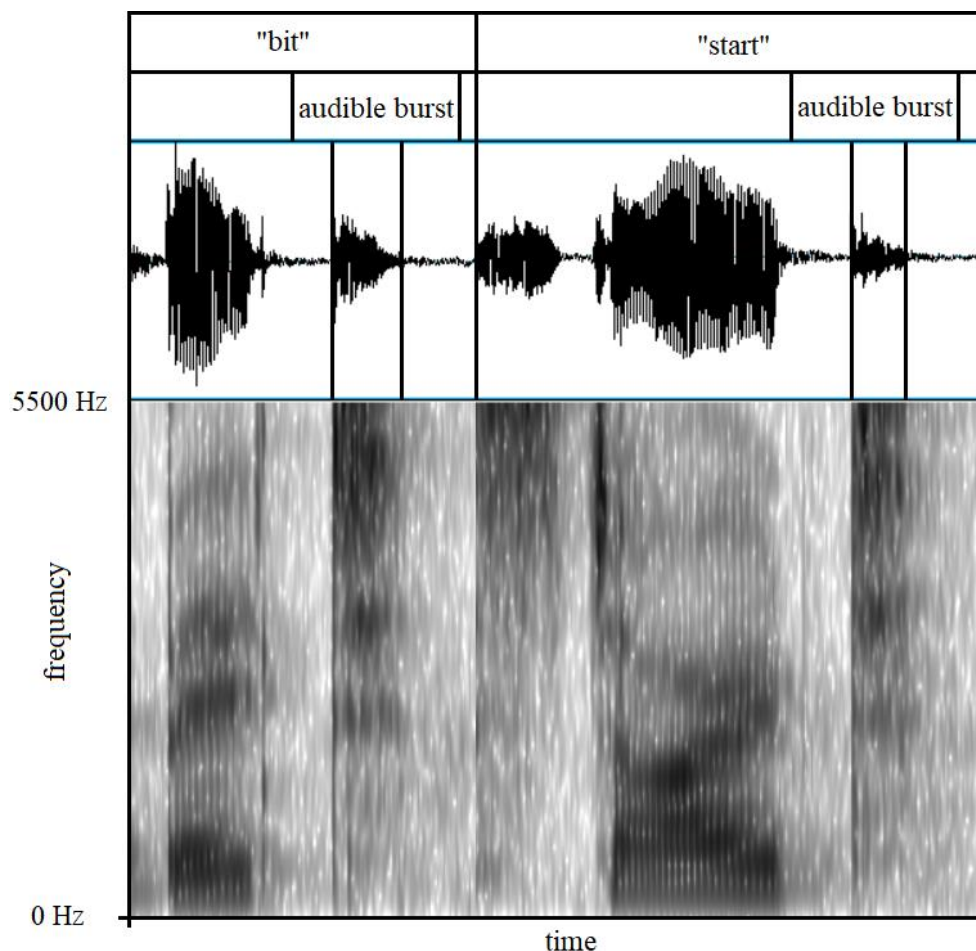 "bit" "start"
audible burst audible burst
5500 Hz
frequency
0 Hz
time